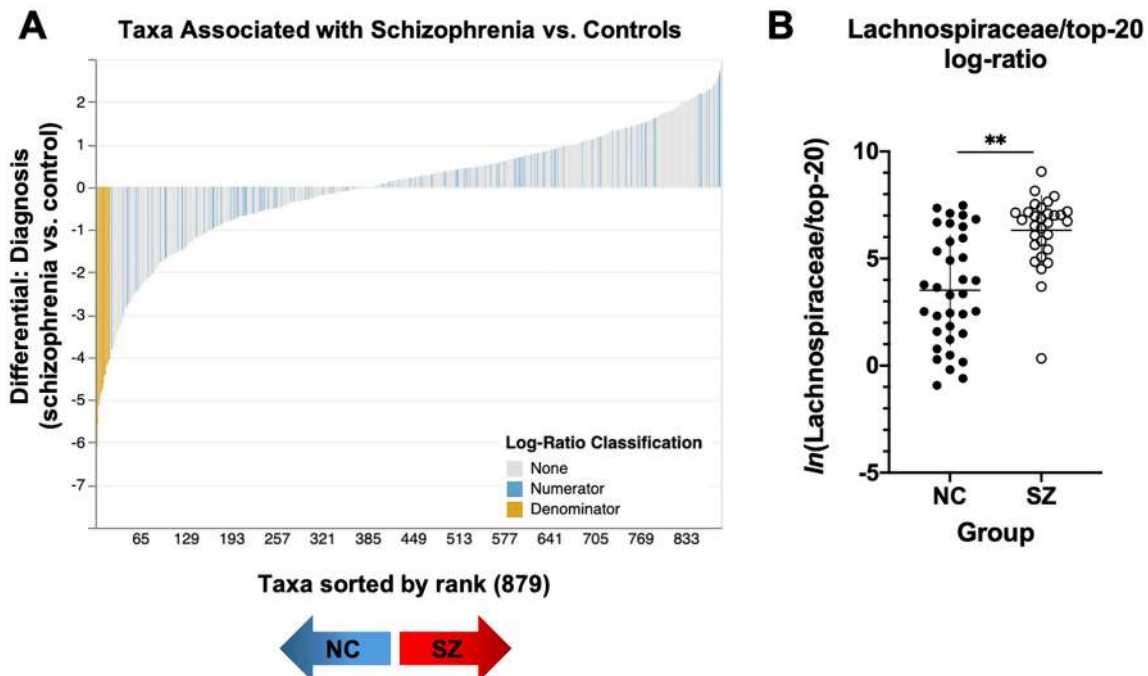 A
Taxa Associated with Schizophrenia vs. Controls
Differential: Diagnosis
(schizophrenia vs. control)
2
1
0
-1
-2
-3
-4
-5
-6
-7
Log-Ratio Classification
None
Numerator
Denominator
65 129 193 257 321 385 449 513 577 641 705 769 833
Taxa sorted by rank (879)
NC SZ
B
Lachnospiraceae/top-20
log-ratio
ln(Lachnospiraceae/top-20)
**
10
5
0
-5
NC SZ
Group